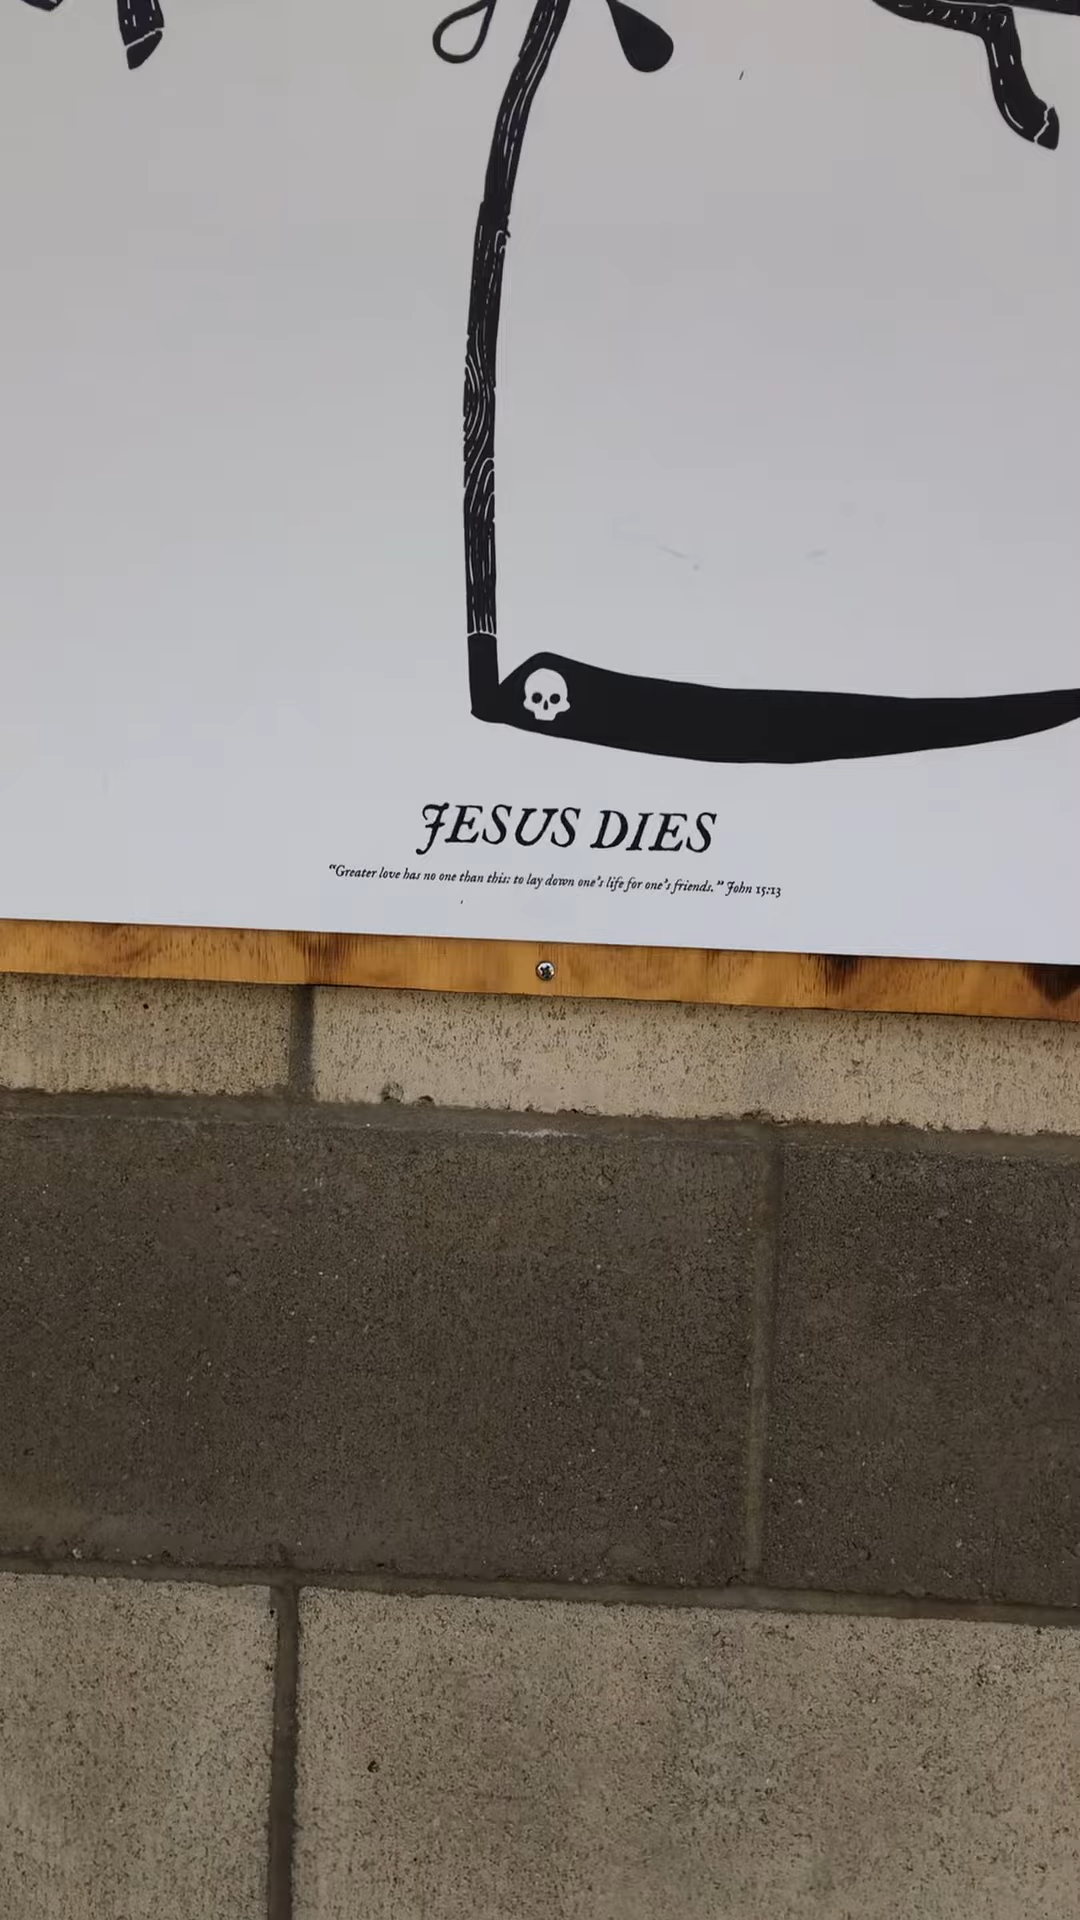 JESUS DIES
“Greater love has no one than this: to lay down one’s life for one’s friends.” John 15:13